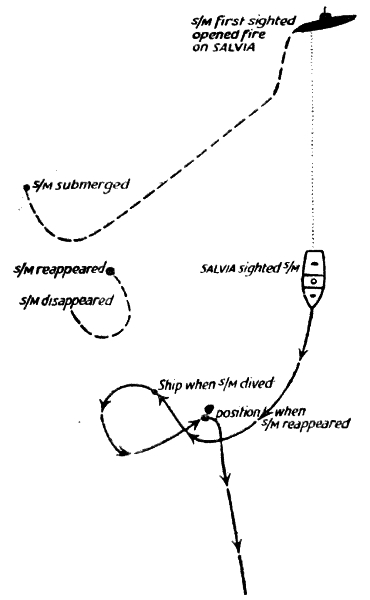 S/M first sighted
opened fire
on SALVIA
S/M submerged
S/M reappeared
SALVIA sighted S/M
S/M disappeared
Ship when S/M dived
position when
S/M reappeared